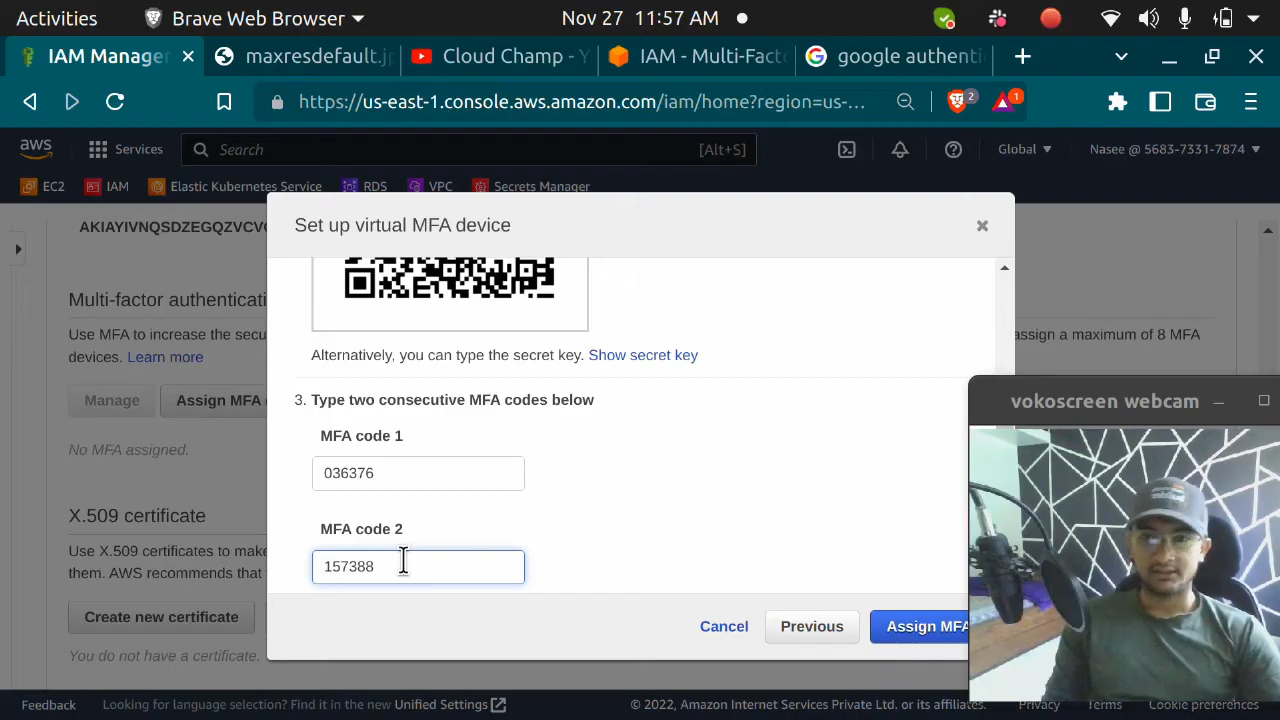 Activities Brave Web Browser Nov 27 11:57 AM
IAM Manager maxresdefault.j Cloud Champ - Y IAM - Multi-Fact google authenti
https://us-east-1.console.aws.amazon.com/iam/home?region=us-... 2 1
aws Services Search [Alt+S] Global Nasee @ 5683-7331-7874
EC2 IAM Elastic Kubernetes Service RDS VPC Secrets Manager
AKIAYIVNQSDZEGQZVCV
Set up virtual MFA device
Multi-factor authenticati
Use MFA to increase the secu assign a maximum of 8 MFA
devices. Learn more
Alternatively, you can type the secret key. Show secret key
Manage Assign MFA
3. Type two consecutive MFA codes below
vokoscreen webcam
MFA code 1
No MFA assigned.
036376
X.509 certificate
MFA code 2
Use X.509 certificates to make
157388
them. AWS recommends that
Create new certificate
Cancel Previous Assign MFA
You do not have a certificate.
Feedback Looking for language selection? Find it in the new Unified Settings © 2022, Amazon Internet Services Private Ltd. or its affiliates. Privacy Terms Cookie preferences